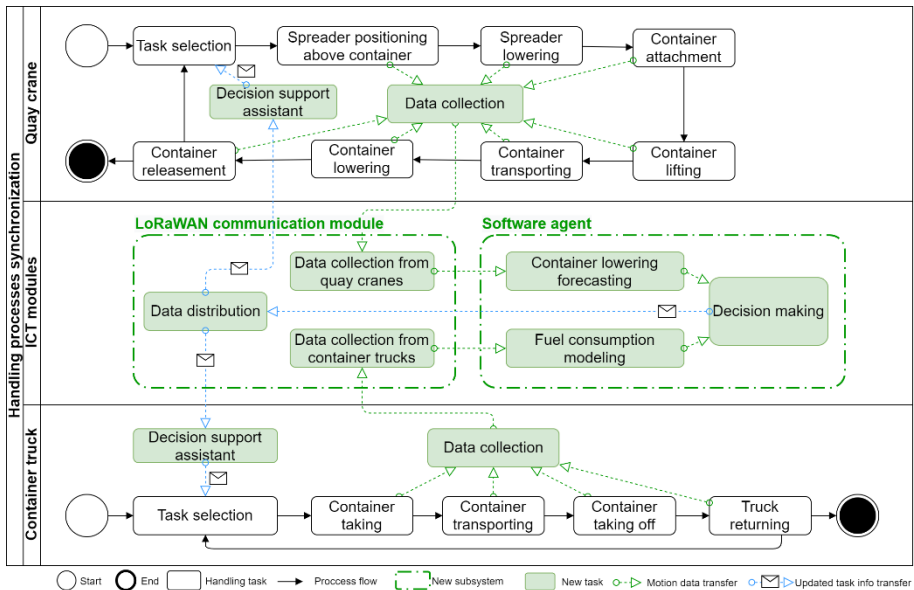 Handling processes synchronization
Quay crane
Task selection
Spreader positioning
above container
Spreader
lowering
Container
attachment
Decision support
assistant
Data collection
Container
releasement
Container
lowering
Container
transporting
Container
lifting
ICT modules
LoRaWAN communication module
Software agent
Data collection from
quay cranes
Container lowering
forecasting
Data distribution
Decision making
Data collection from
container trucks
Fuel consumption
modeling
Container truck
Decision support
assistant
Data collection
Task selection
Container
taking
Container
transporting
Container
taking off
Truck
returning
Start
End
Handling task
Proccess flow
New subsystem
New task
Motion data transfer
Updated task info transfer